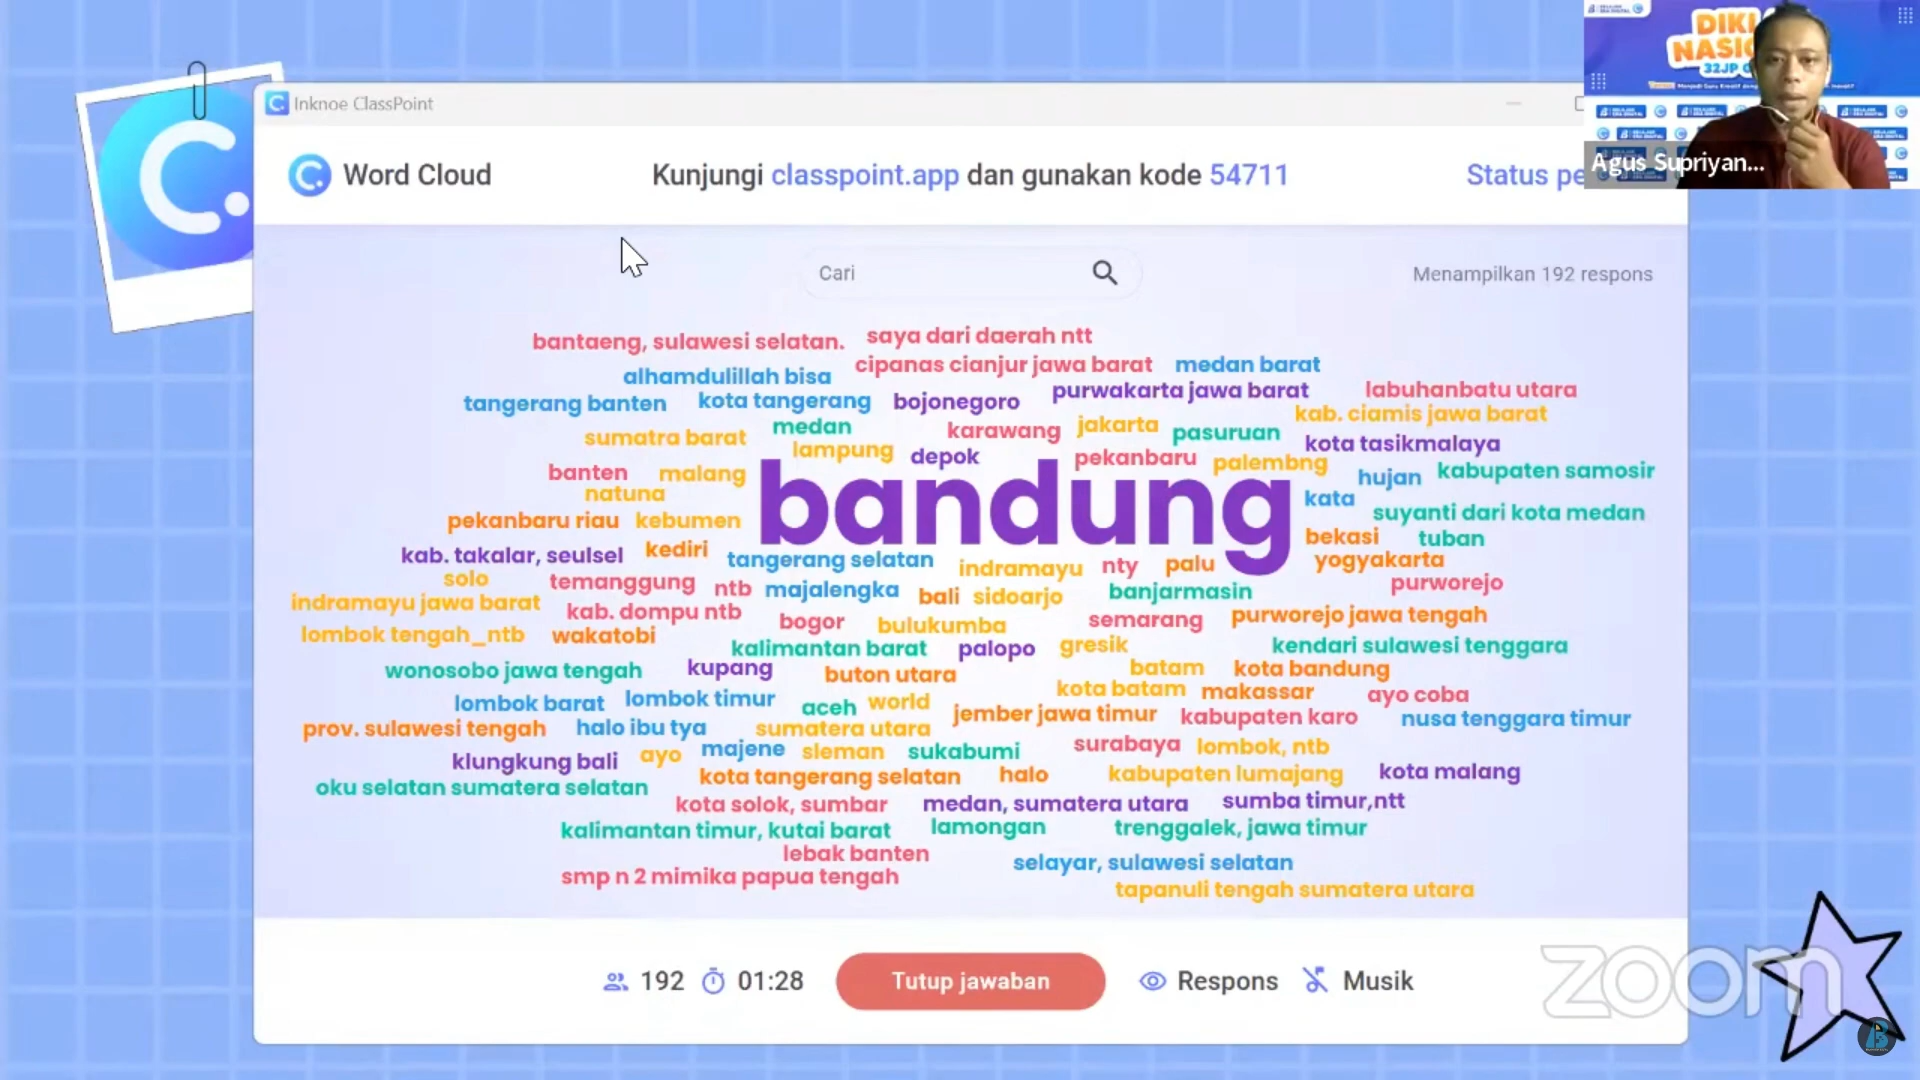 Inknoe ClassPoint
Word Cloud
Kunjungi classpoint.app dan gunakan kode 54711
Status pe
DIKL
NASIO
32JP
Agus Supriyan...
Cari
Menampilkan 192 respons
bantaeng, sulawesi selatan.
saya dari daerah ntt
cipanas cianjur jawa barat
medan barat
alhamdulillah bisa
purwakarta jawa barat
labuhanbatu utara
tangerang banten
kota tangerang
bojonegoro
kab. ciamis jawa barat
medan
karawang
jakarta
pasuruan
kota tasikmalaya
sumatra barat
lampung
depok
pekanbaru
palembng
hujan
kabupaten samosir
banten
malang
natuna
bandung
kata
suyanti dari kota medan
pekanbaru riau
kebumen
bekasi
tuban
kab. takalar, seulsel
kediri
tangerang selatan
indramayu
nty
palu
yogyakarta
solo
temanggung
ntb
majalengka
bali
sidoarjo
banjarmasin
purworejo
indramayu jawa barat
kab. dompu ntb
bogor
bulukumba
semarang
purworejo jawa tengah
lombok tengah_ntb
wakatobi
kalimantan barat
palopo
gresik
kendari sulawesi tenggara
wonosobo jawa tengah
kupang
buton utara
batam
kota bandung
lombok barat
lombok timur
aceh
world
kota batam
makassar
ayo coba
prov. sulawesi tengah
halo ibu tya
sumatera utara
jember jawa timur
kabupaten karo
nusa tenggara timur
klungkung bali
ayo
majene
sleman
sukabumi
surabaya
lombok, ntb
oku selatan sumatera selatan
kota tangerang selatan
halo
kabupaten lumajang
kota malang
kota solok, sumbar
medan, sumatera utara
sumba timur,ntt
kalimantan timur, kutai barat
lamongan
trenggalek, jawa timur
lebak banten
selayar, sulawesi selatan
smp n 2 mimika papua tengah
tapanuli tengah sumatera utara
192
01:28
Tutup jawaban
Respons
Musik
zoom